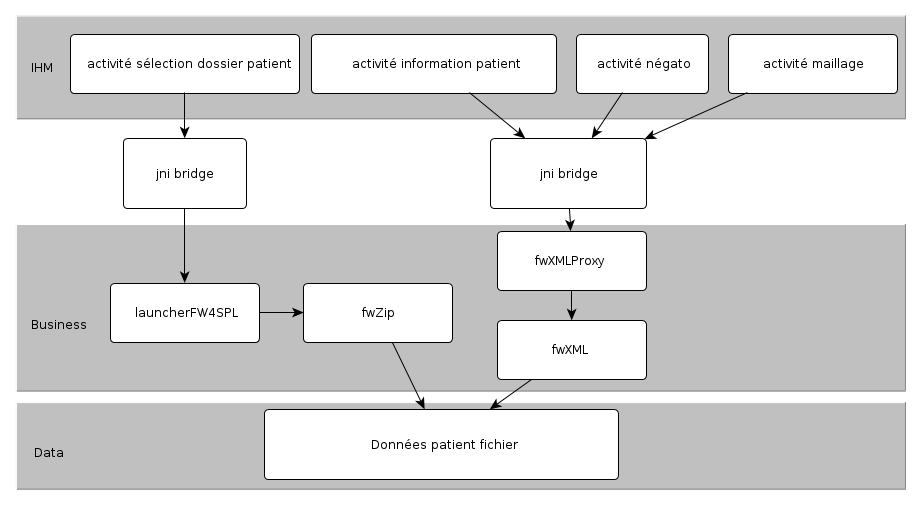 IHM
activité sélection dossier patient
activité information patient
activité négato
activité maillage
jni bridge
jni bridge
Business
fwXMLProxy
launcherFW4SPL
fwZip
fwXML
Data
Données patient fichier